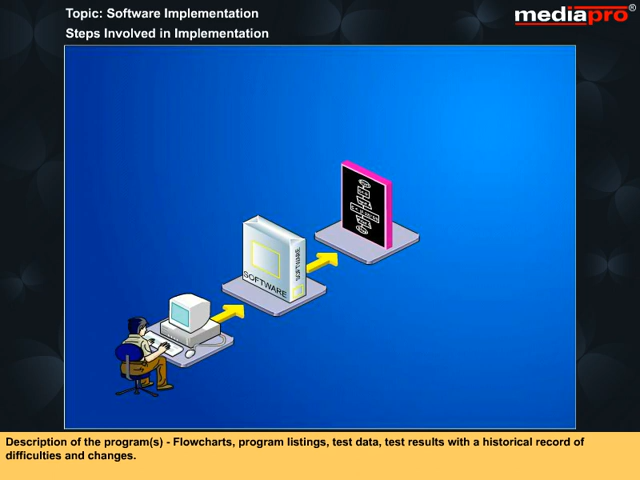 Topic: Software Implementation
mediapro®
Steps Involved in Implementation
SOFTWARE
SOFTWARE
Description of the program(s) - Flowcharts, program listings, test data, test results with a historical record of
difficulties and changes.